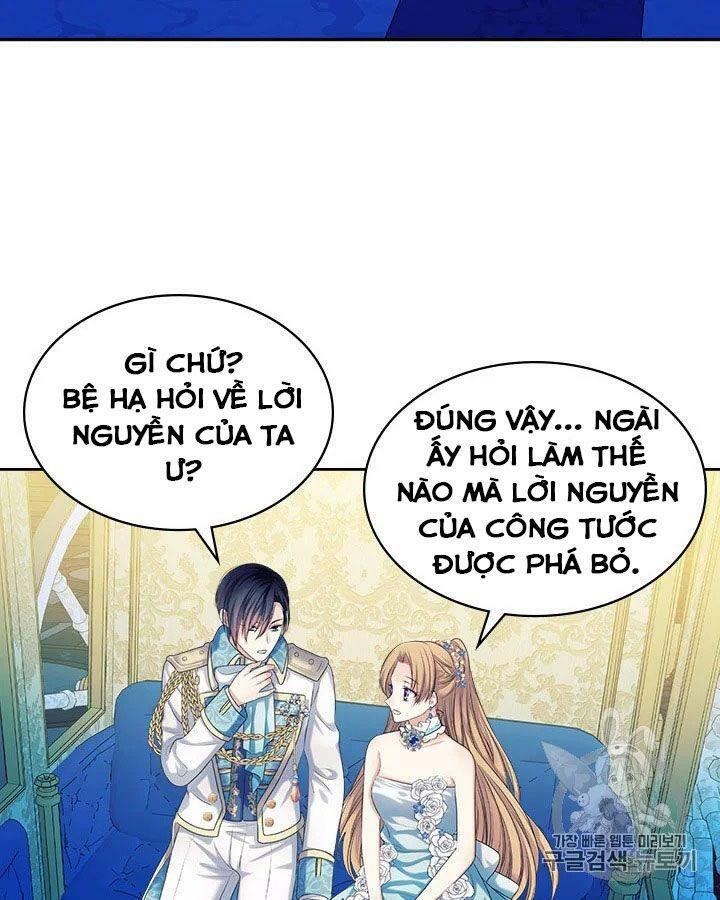 GÌ CHỨ?
BỆ HẠ HỎI VỀ LỜI
NGUYỀN CỦA TA
Ư?
ĐÚNG VẬY... NGÀI
ẤY HỎI LÀM THẾ
NÀO MÀ LỜI NGUYỀN
CỦA CÔNG TƯỚC
ĐƯỢC PHÁ BỎ.
가장 빠른 웹툰 미리보기
구글검색 뉴토끼